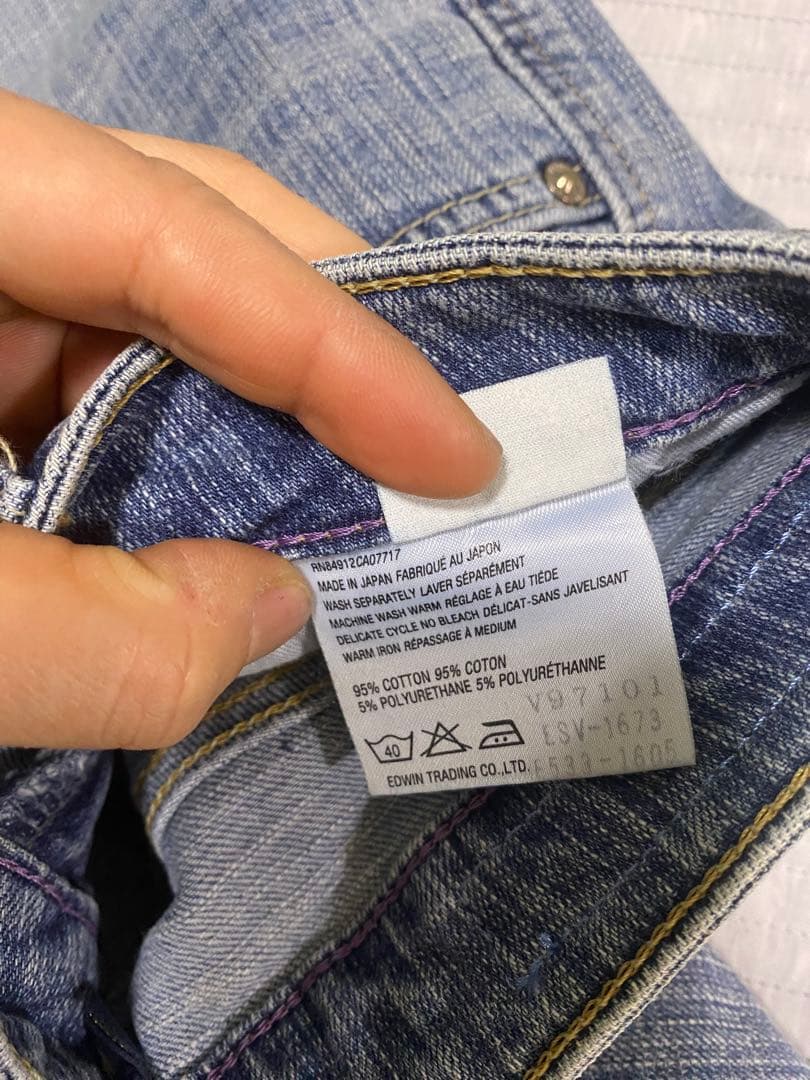 RN84912CA07717
MADE IN JAPAN FABRIQUÉ AU JAPON
WASH SEPARATELY LAVER SÉPARÉMENT
MACHINE WASH WARM RÉGLAGE À EAU TIÈDE
DELICATE CYCLE NO BLEACH DÉLICAT-SANS JAVELISANT
WARM IRON RÉPASSAGE À MEDIUM
95% COTTON 95% COTON
5% POLYURETHANE 5% POLYURÉTHANNE
V97101
40
ESV-1673
EDWIN TRADING CO.,LTD.